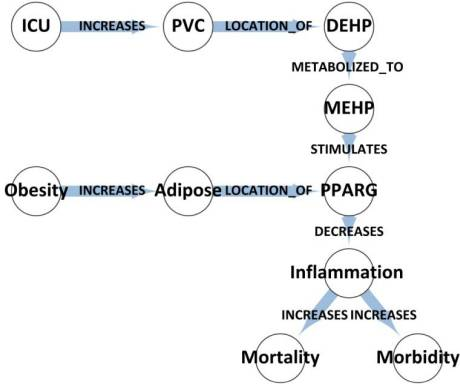 ICU INCREASES PVC LOCATION_OF DEHP
METABOLIZED_TO
MEHP
STIMULATES
Obesity INCREASES Adipose LOCATION_OF PPARG
DECREASES
Inflammation
INCREASES INCREASES
Mortality Morbidity